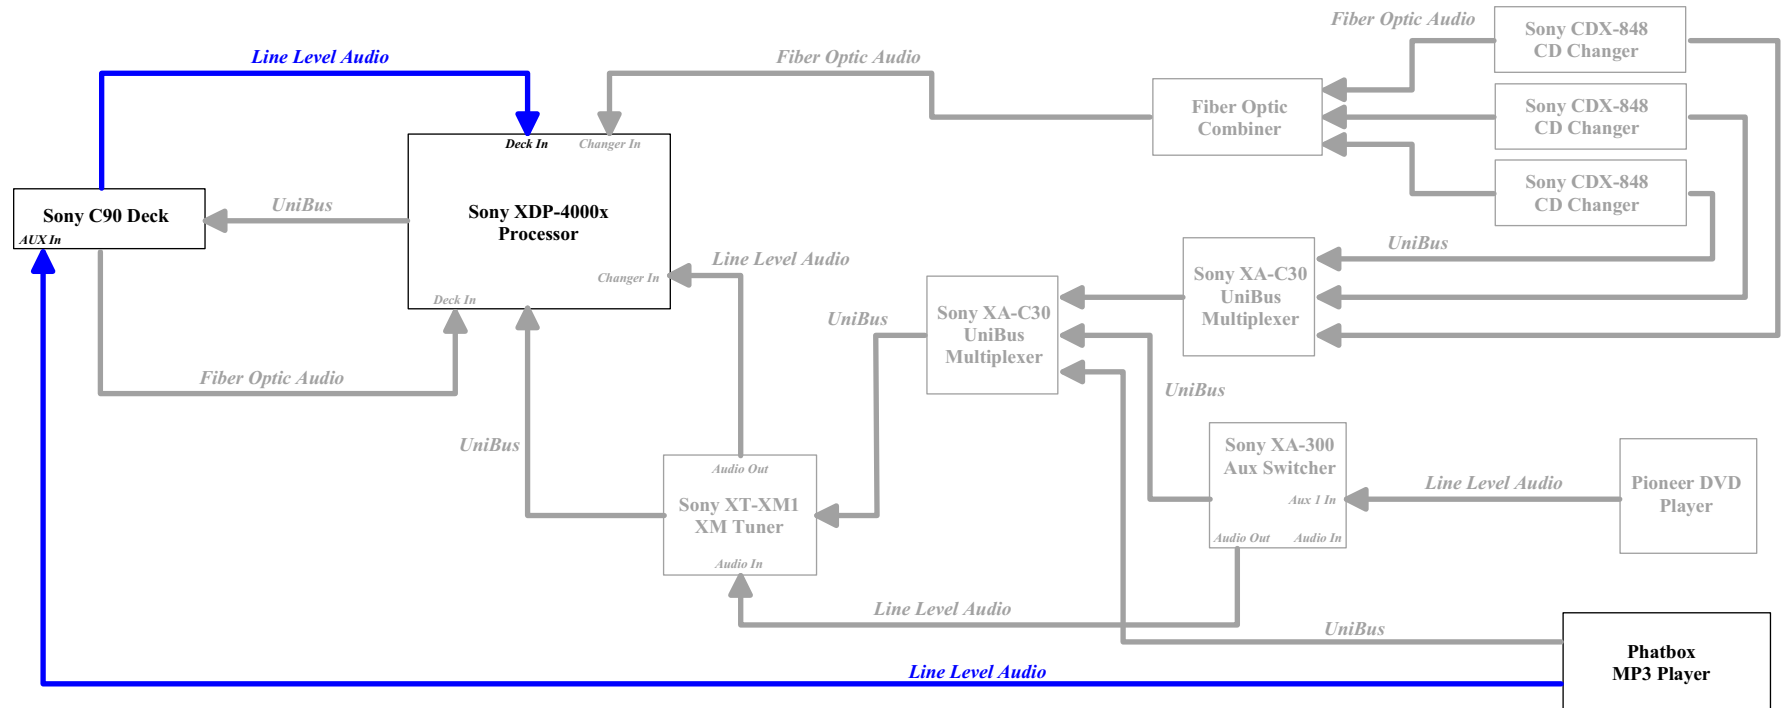 Fiber Optic Audio
Sony CDX-848
CD Changer
Line Level Audio
Fiber Optic Audio
Fiber Optic
Combiner
Sony CDX-848
CD Changer
Deck In
Changer In
Sony CDX-848
CD Changer
Sony C90 Deck
AUX In
UniBus
Sony XDP-4000x
Processor
Changer In
Deck In
Line Level Audio
UniBus
Sony XA-C30
UniBus
Multiplexer
Sony XA-C30
UniBus
Multiplexer
UniBus
Fiber Optic Audio
UniBus
UniBus
Audio Out
Sony XT-XM1
XM Tuner
Audio In
Sony XA-300
Aux Switcher
Aux 1 In
Audio Out
Audio In
Line Level Audio
Pioneer DVD
Player
Line Level Audio
UniBus
Line Level Audio
Phatbox
MP3 Player